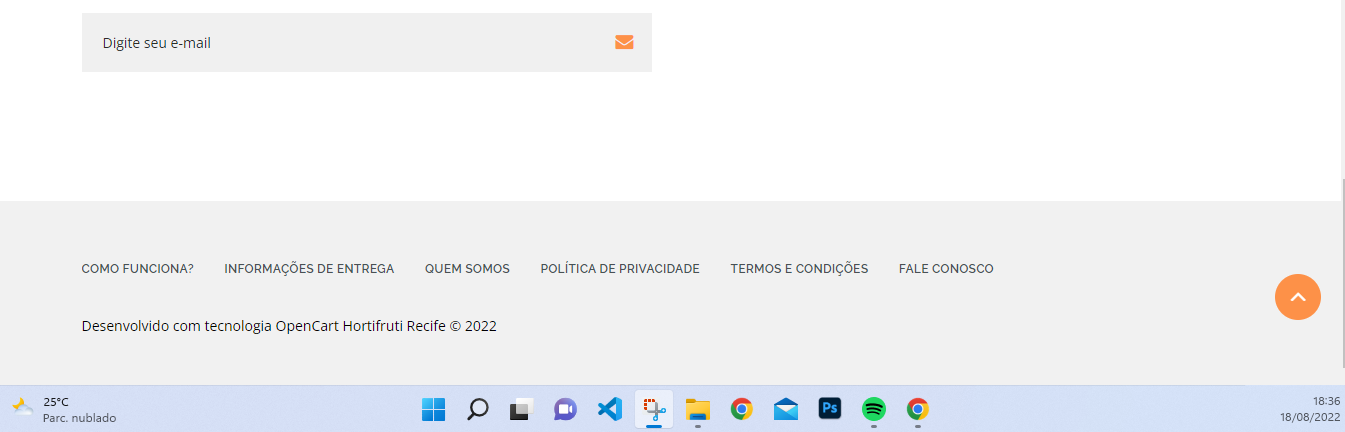 Digite seu e-mail
COMO FUNCIONA? INFORMAÇÕES DE ENTREGA QUEM SOMOS POLÍTICA DE PRIVACIDADE TERMOS E CONDIÇÕES FALE CONOSCO
Desenvolvido com tecnologia OpenCart Hortifruti Recife © 2022
25°C
Parc. nublado
Ps
18:36
18/08/2022